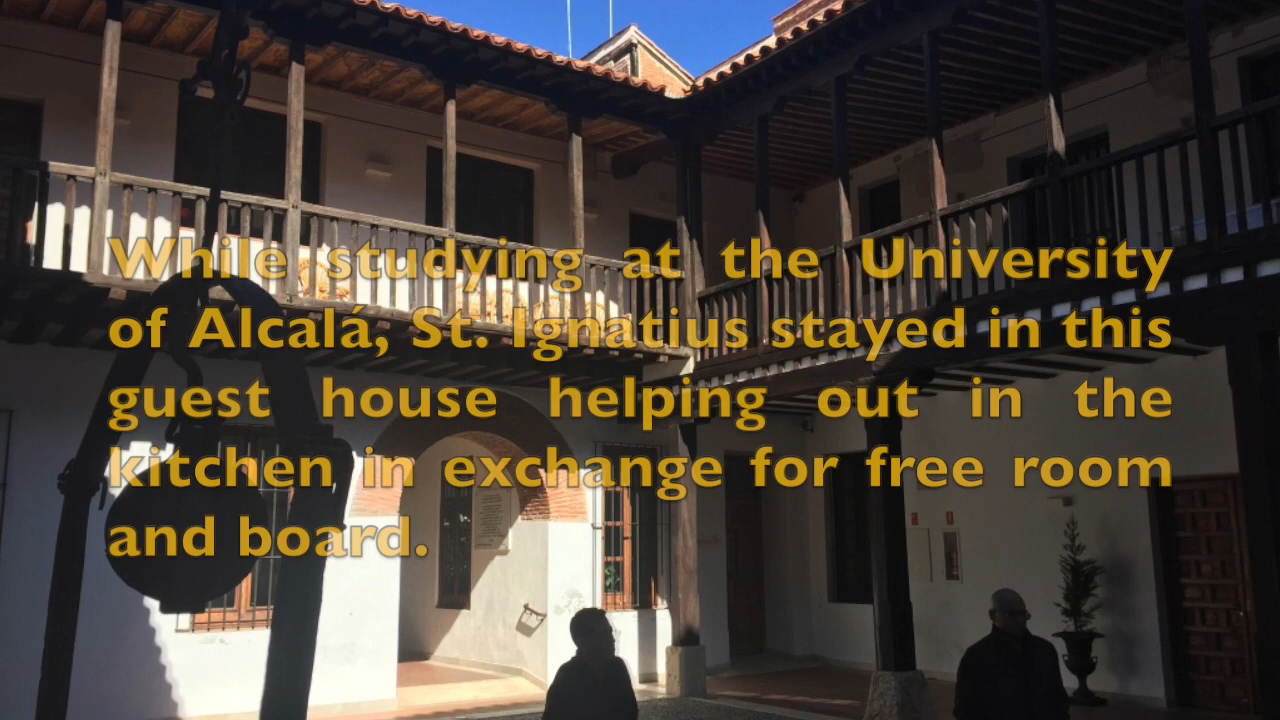 While studying at the University
of Alcalá, St. Ignatius stayed in this
guest house helping out in the
kitchen in exchange for free room
and board.